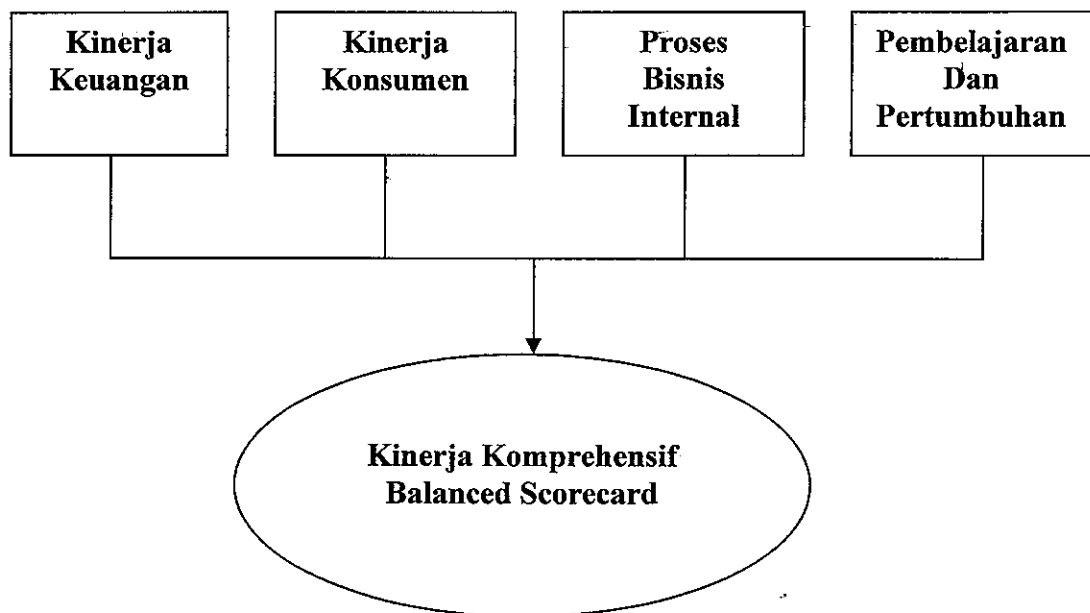 Kinerja
Keuangan
Kinerja
Konsumen
Proses
Bisnis
Internal
Pembelajaran
Dan
Pertumbuhan
Kinerja Komprehensif
Balanced Scorecard